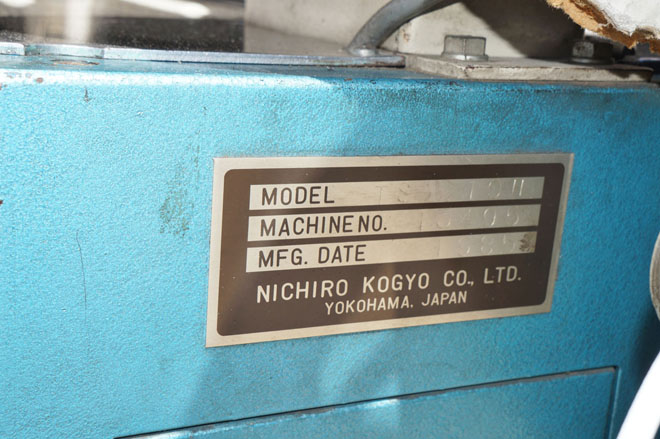 MODEL
MACHINE NO.
MFG. DATE
NICHIRO KOGYO CO., LTD.
YOKOHAMA, JAPAN